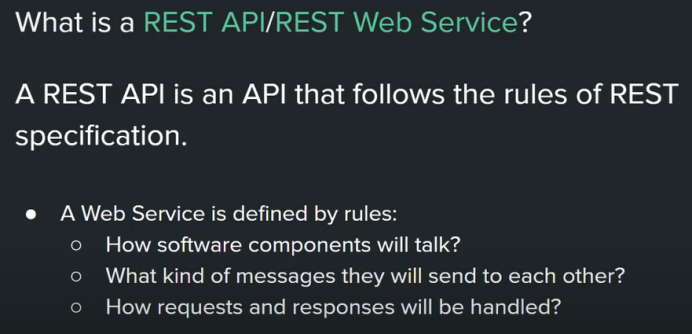 What is a REST API/REST Web Service?
A REST API is an API that follows the rules of REST
specification.
● A Web Service is defined by rules:
○ How software components will talk?
○ What kind of messages they will send to each other?
○ How requests and responses will be handled?